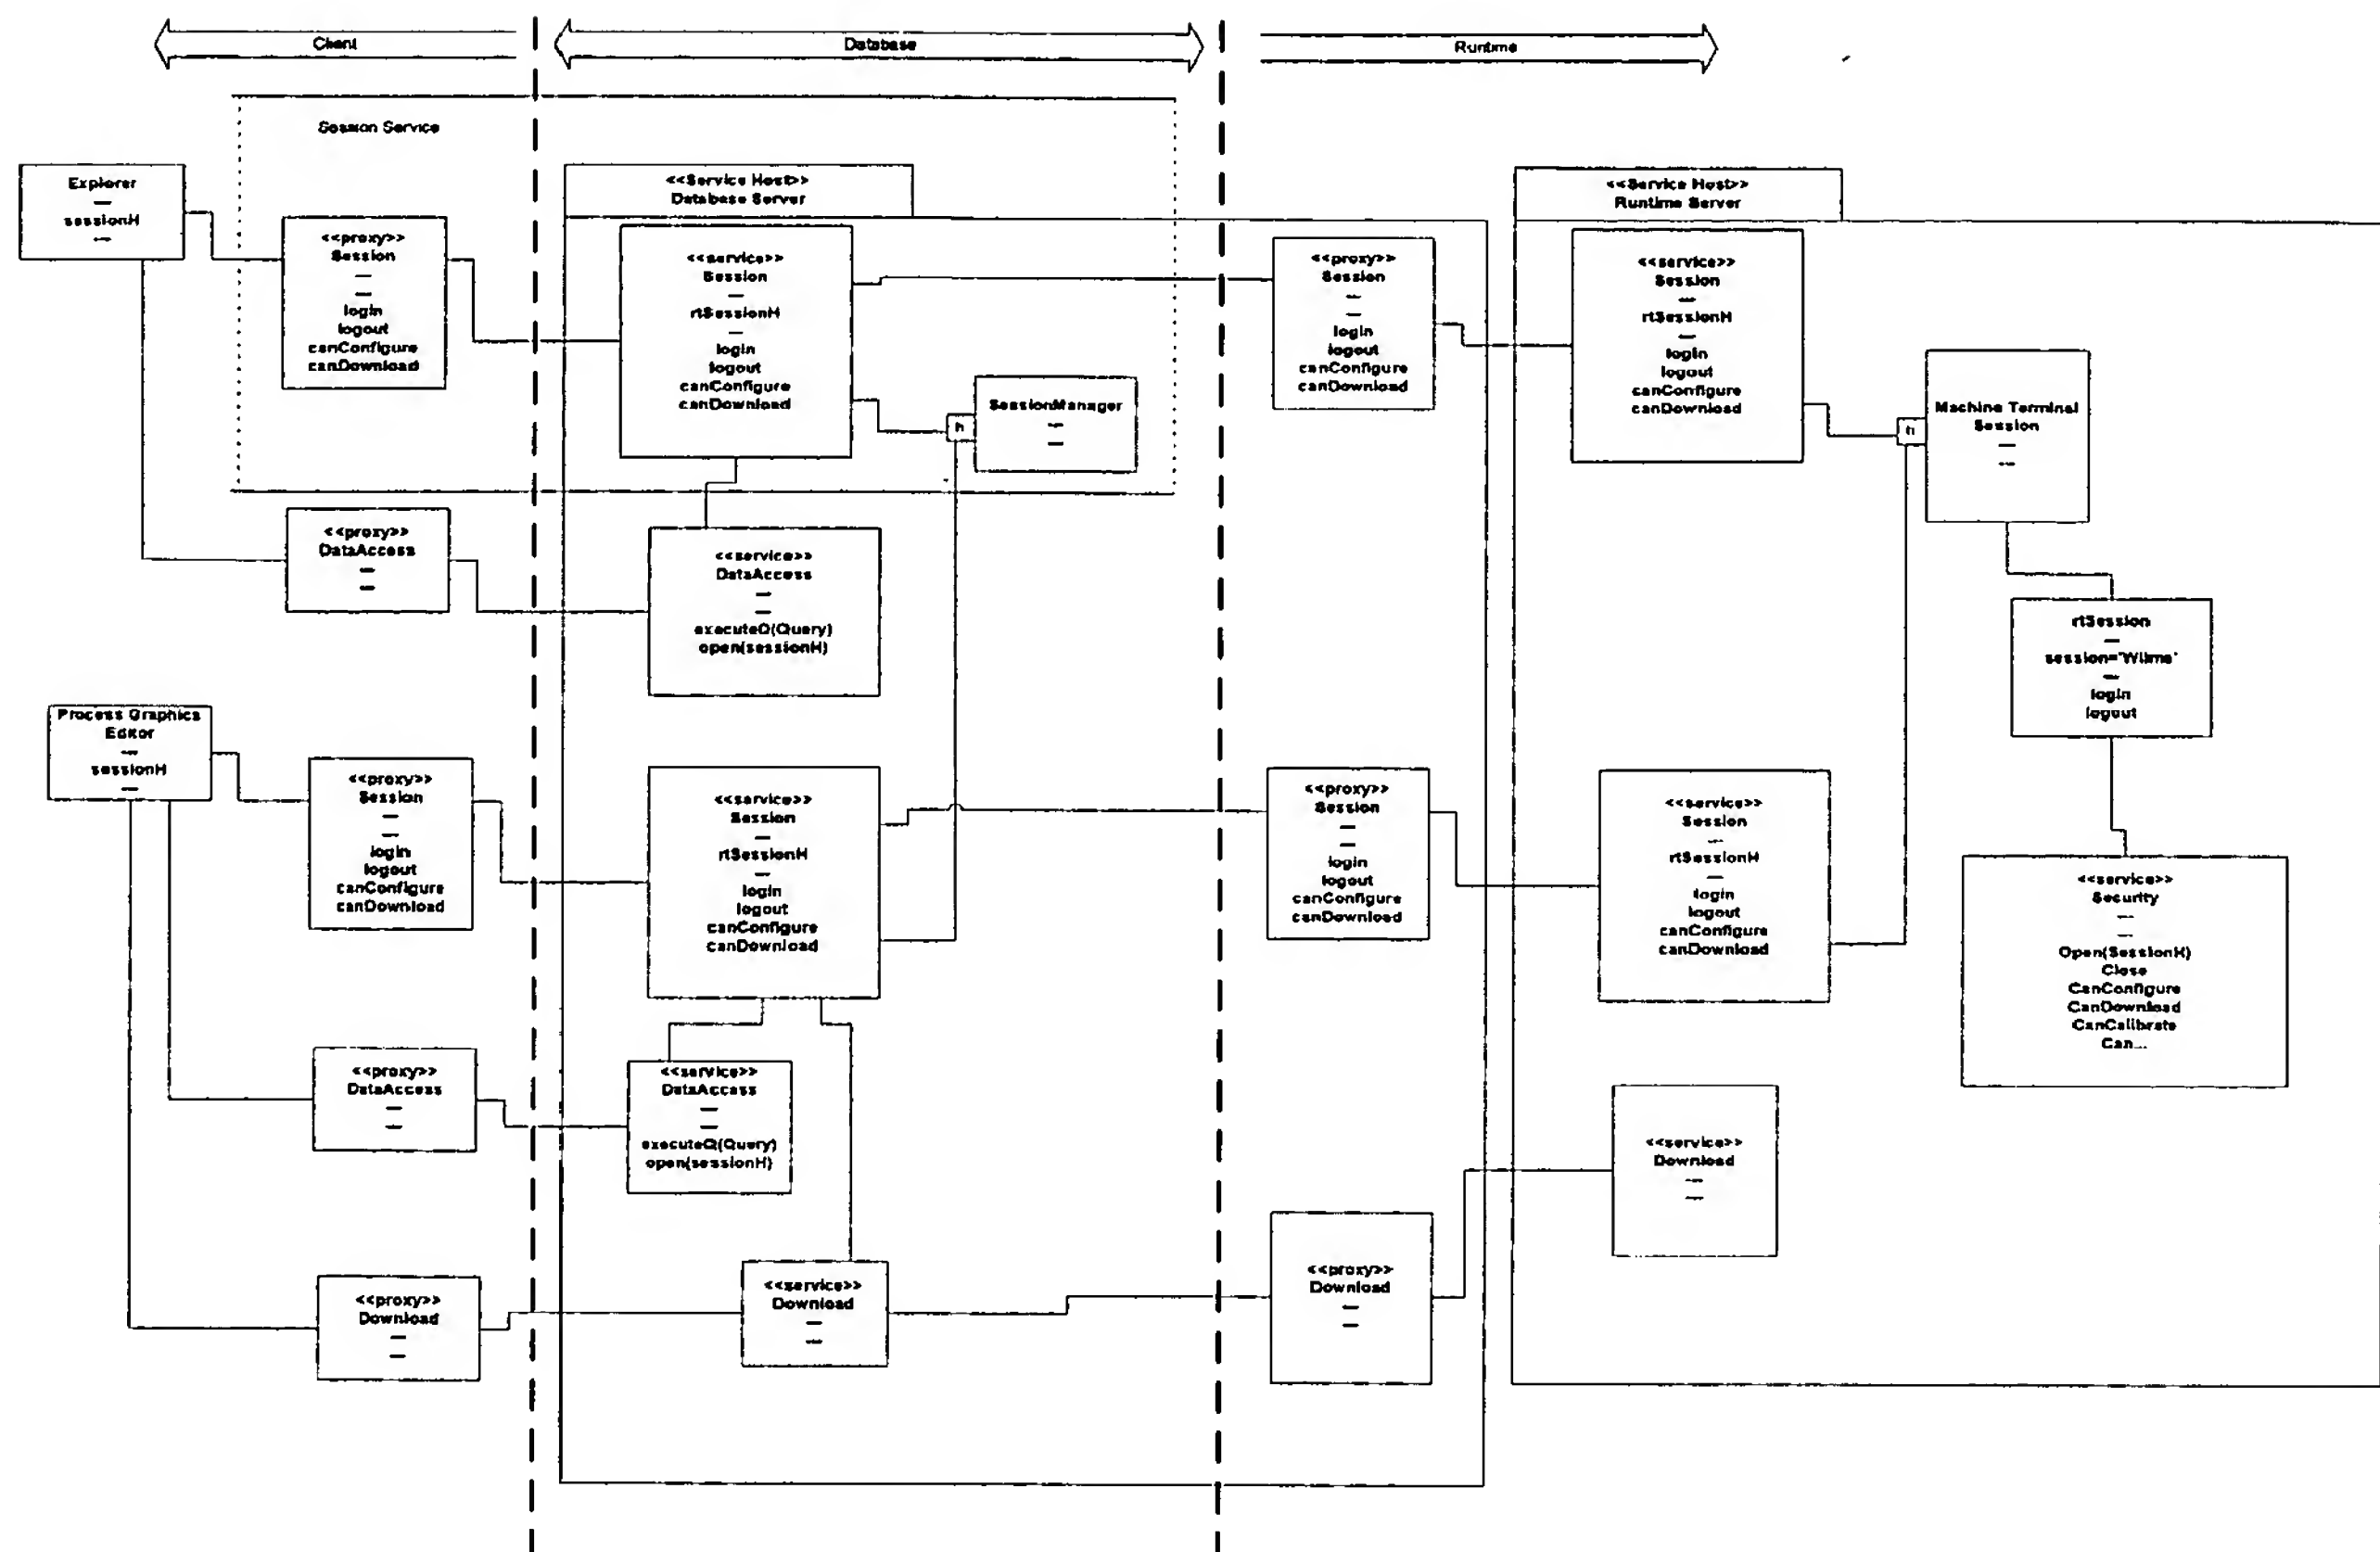 Client
Database
Runtime
Session Service
Explorer
sessionH
<<proxy>>
Session
login
logout
canConfigure
canDownload
<<Service Host>>
Database Server
<<service>>
Session
rtSessionH
login
logout
canConfigure
canDownload
SessionManager
h
<<proxy>>
Session
login
logout
canConfigure
canDownload
<<Service Host>>
Runtime Server
<<service>>
Session
rtSessionH
login
logout
canConfigure
canDownload
h
Machine Terminal
Session
<<proxy>>
DataAccess
<<service>>
DataAccess
executeQ(Query)
open(sessionH)
rtSession
session="Wilma"
login
logout
Process Graphics
Editor
sessionH
<<proxy>>
Session
login
logout
canConfigure
canDownload
<<service>>
Session
rtSessionH
login
logout
canConfigure
canDownload
<<proxy>>
Session
login
logout
canConfigure
canDownload
<<service>>
Session
rtSessionH
login
logout
canConfigure
canDownload
<<service>>
Security
Open(SessionH)
Close
CanConfigure
CanDownload
CanCalibrate
Can...
<<proxy>>
DataAccess
<<service>>
DataAccess
executeQ(Query)
open(sessionH)
<<service>>
Download
<<proxy>>
Download
<<service>>
Download
<<proxy>>
Download